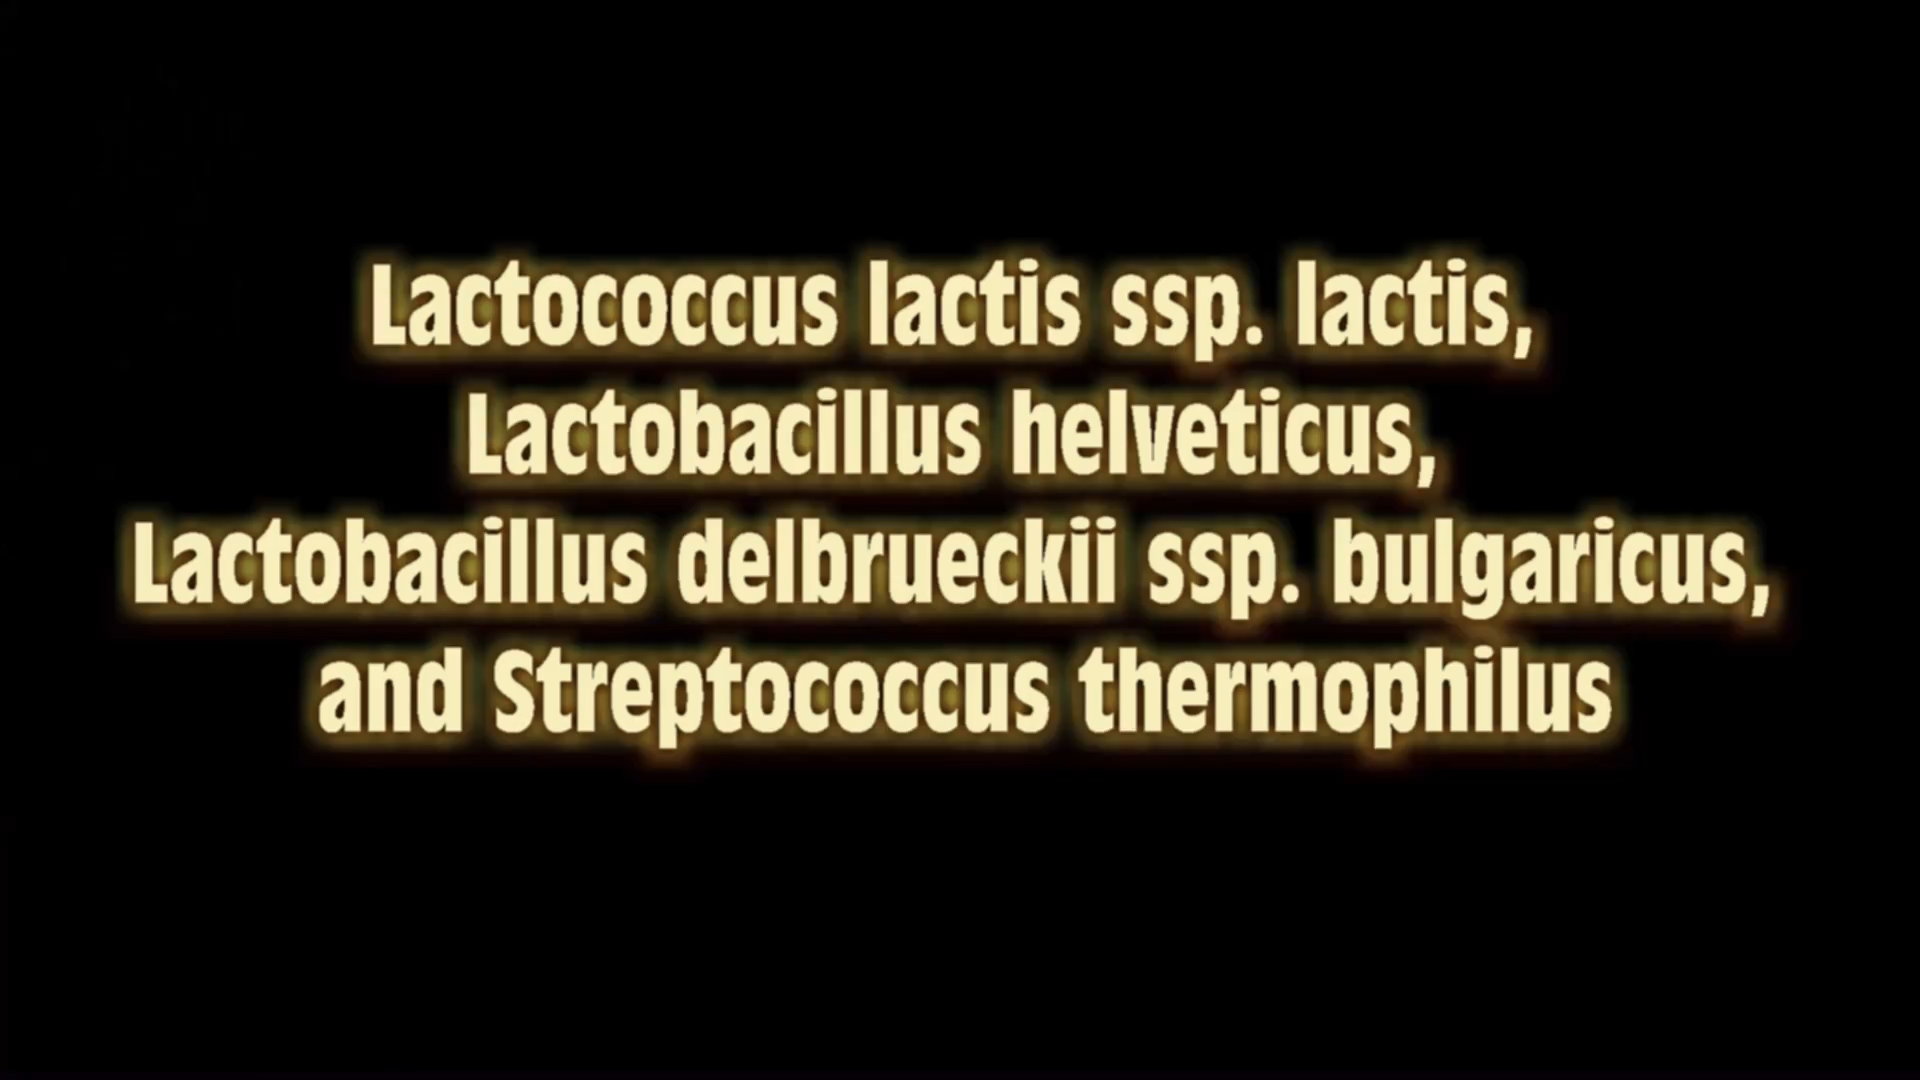 Lactococcus lactis ssp. lactis,
Lactobacillus helveticus,
Lactobacillus delbrueckii ssp. bulgaricus,
and Streptococcus thermophilus